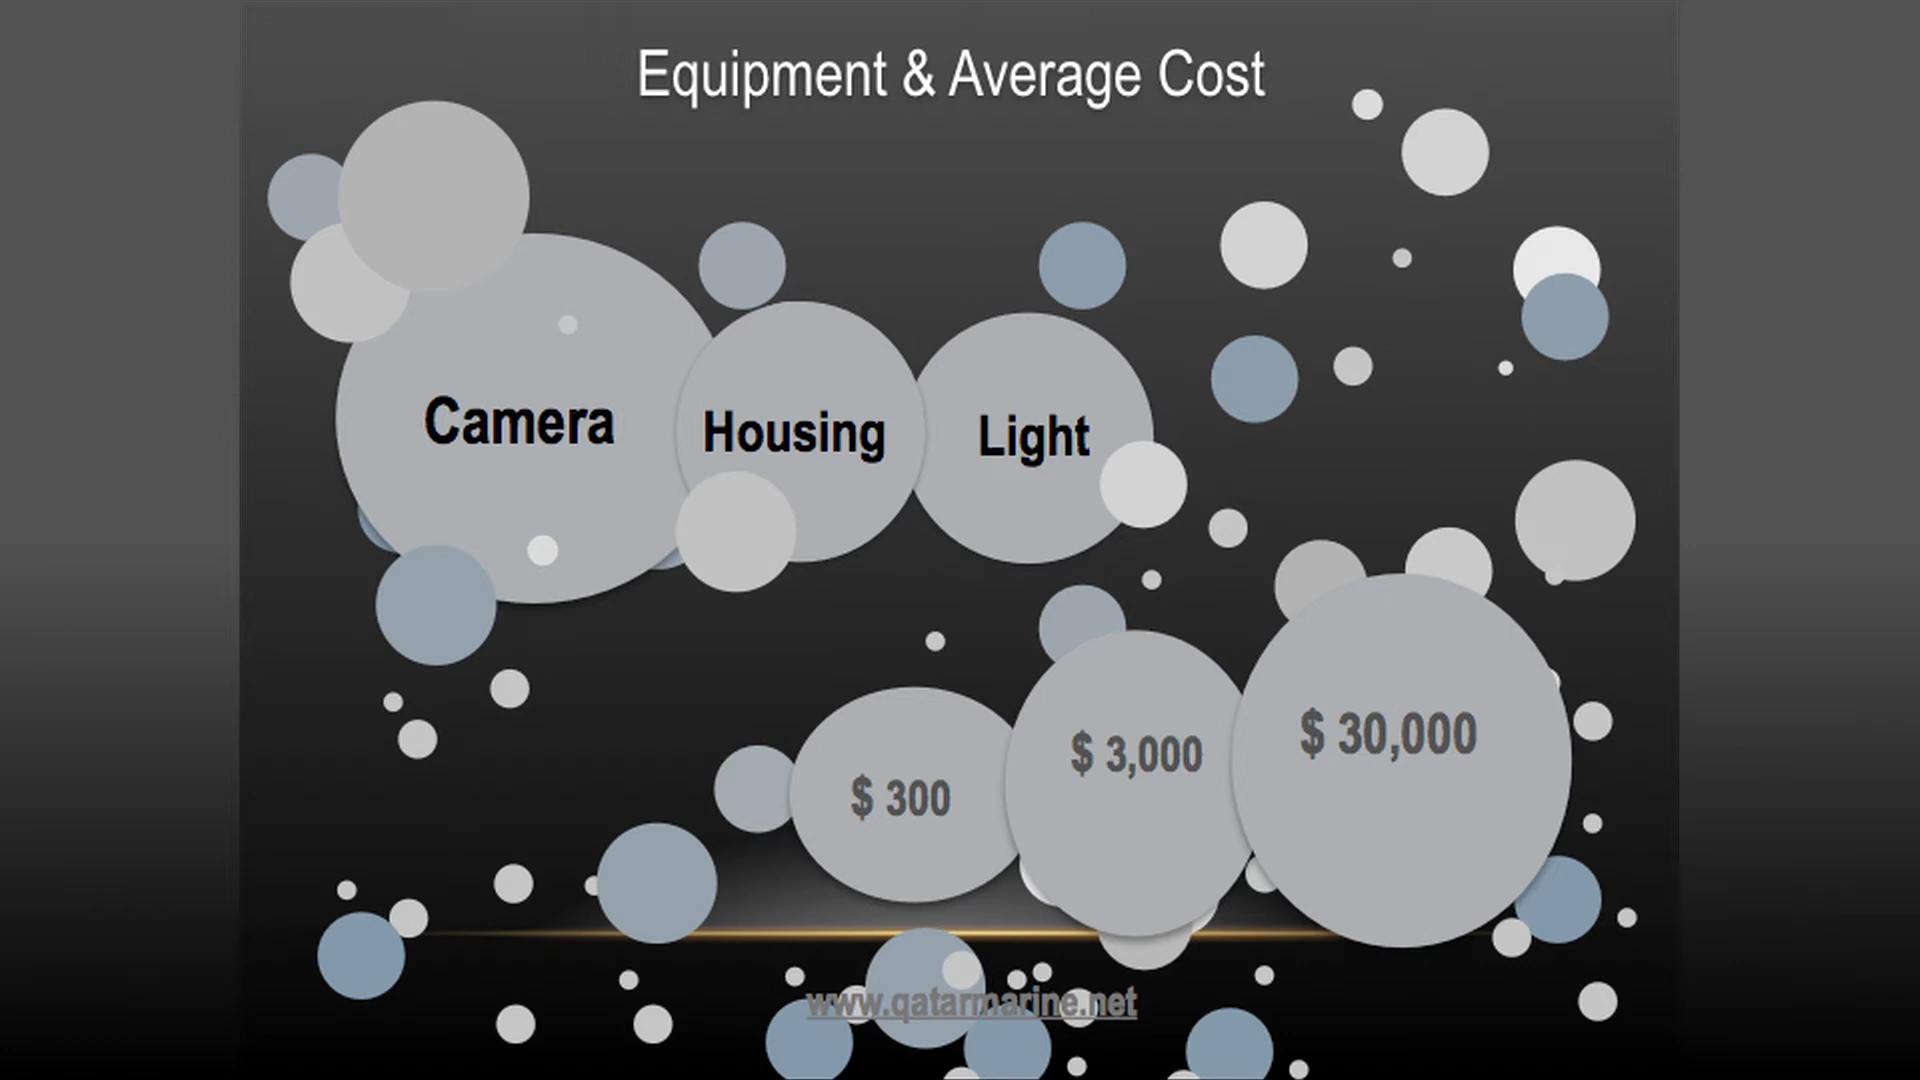 Equipment & Average Cost
Camera
Housing
Light
$ 300
$ 3,000
$ 30,000
www.qatarmarine.net